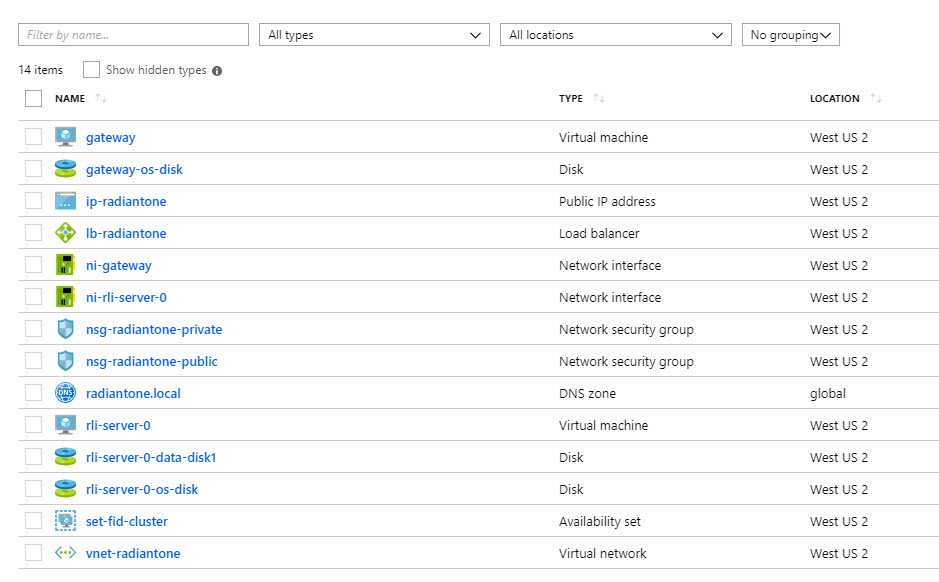 Filter by name... All types All locations No grouping
14 items Show hidden types
NAME TYPE LOCATION
gateway Virtual machine West US 2
gateway-os-disk Disk West US 2
ip-radiantone Public IP address West US 2
lb-radiantone Load balancer West US 2
ni-gateway Network interface West US 2
ni-rli-server-0 Network interface West US 2
nsg-radiantone-private Network security group West US 2
nsg-radiantone-public Network security group West US 2
DNS radiantone.local DNS zone global
rli-server-0 Virtual machine West US 2
rli-server-0-data-disk1 Disk West US 2
rli-server-0-os-disk Disk West US 2
set-fid-cluster Availability set West US 2
vnet-radiantone Virtual network West US 2